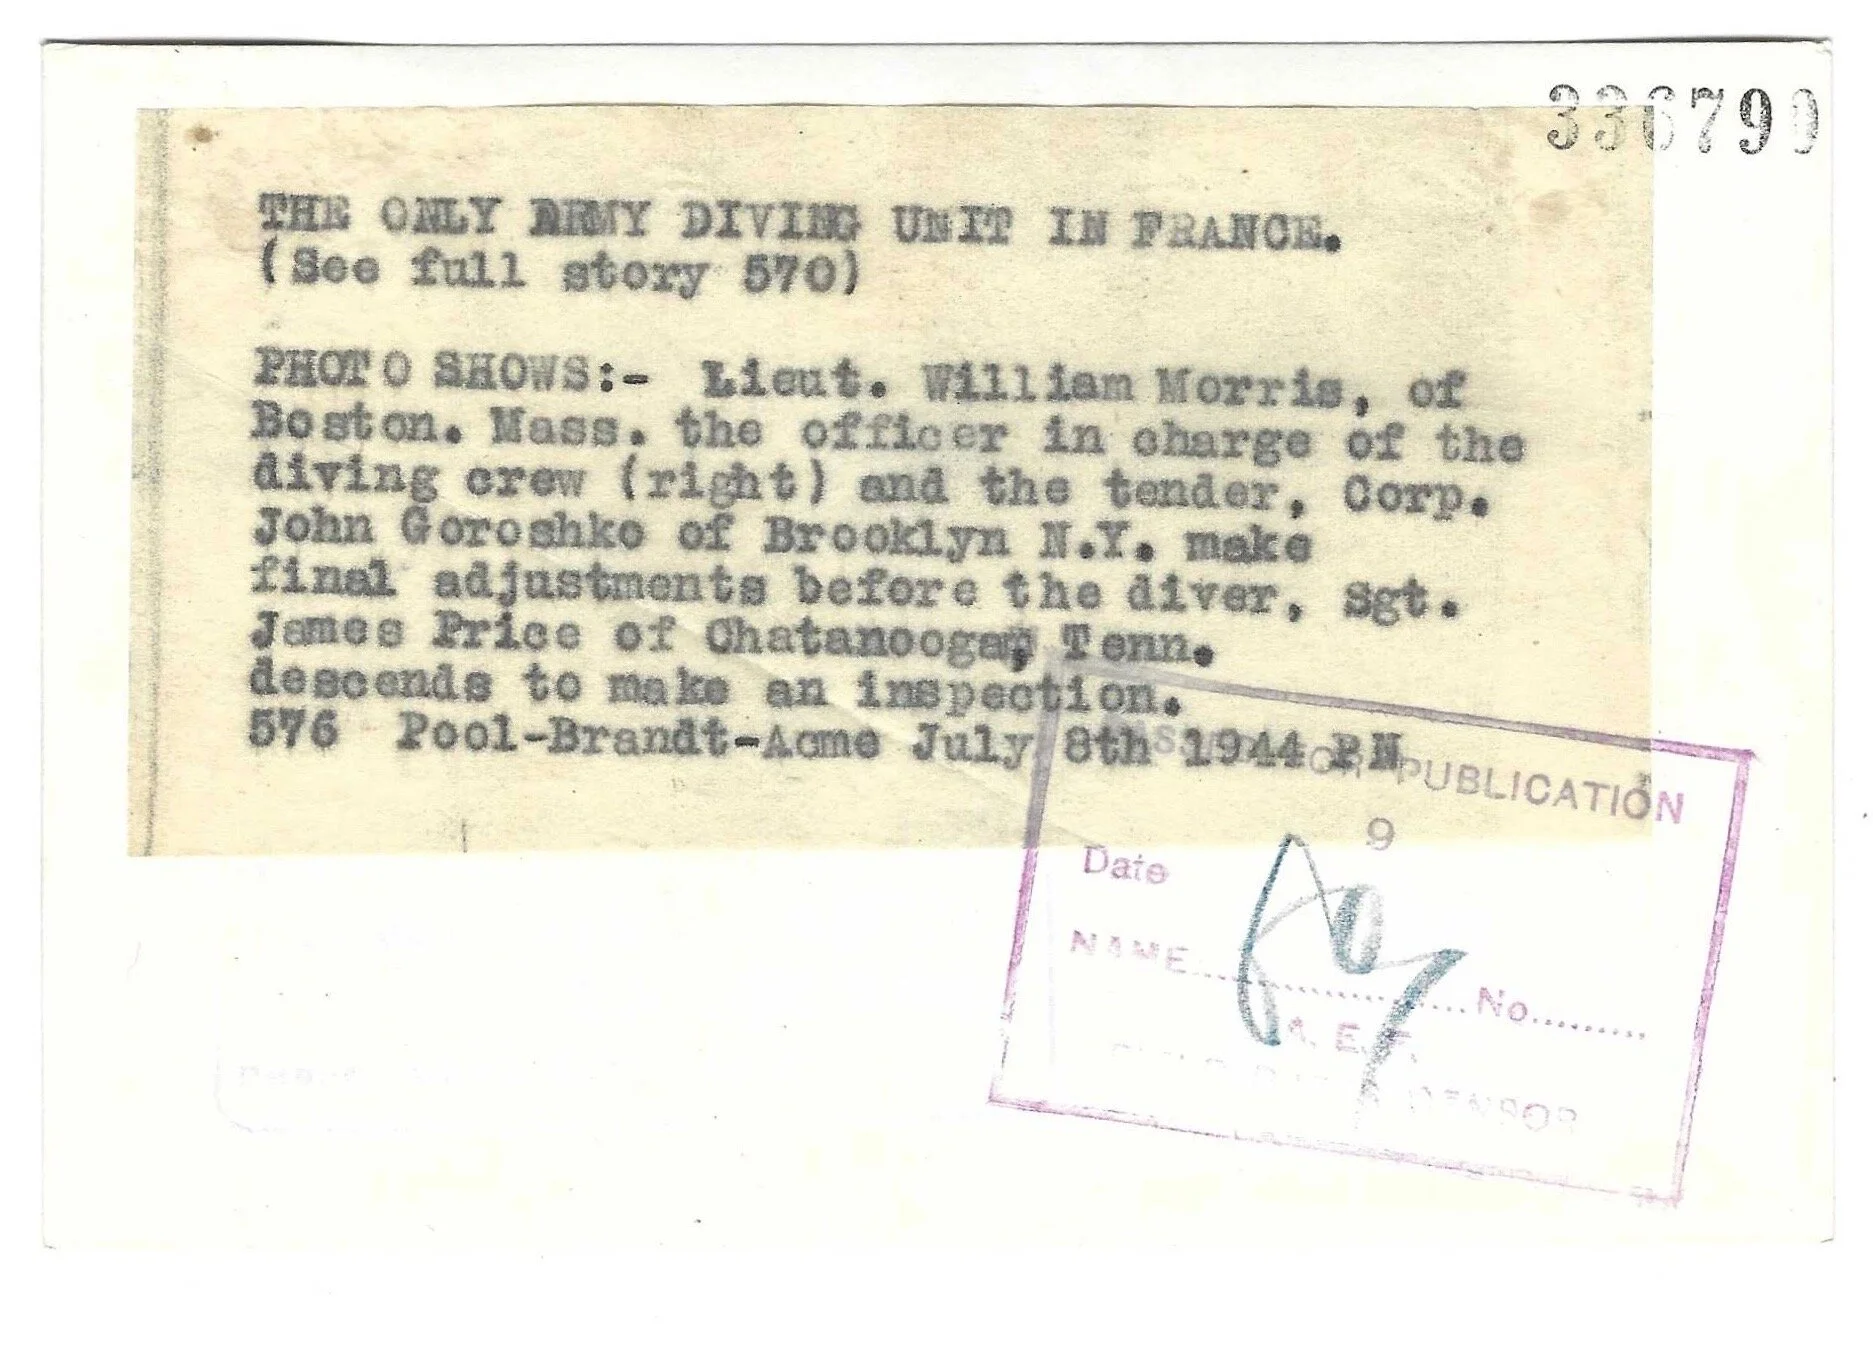 336799
THE ONLY ARMY DIVING UNIT IN FRANCE.
(See full story 570)
PHOTO SHOWS:- Lieut. William Morris, of
Boston. Mass. the officer in charge of the
diving crew (right) and the tender, Corp.
John Goroshko of Brooklyn N.Y. make
final adjustments before the diver, Sgt.
James Price of Chatanooga, Tenn.
descends to make an inspection.
576 Pool-Brandt-Acme July 8th 1944 PN
PUBLICATION
9
Date
NAME............No.........
A. E. F.
CENSOR